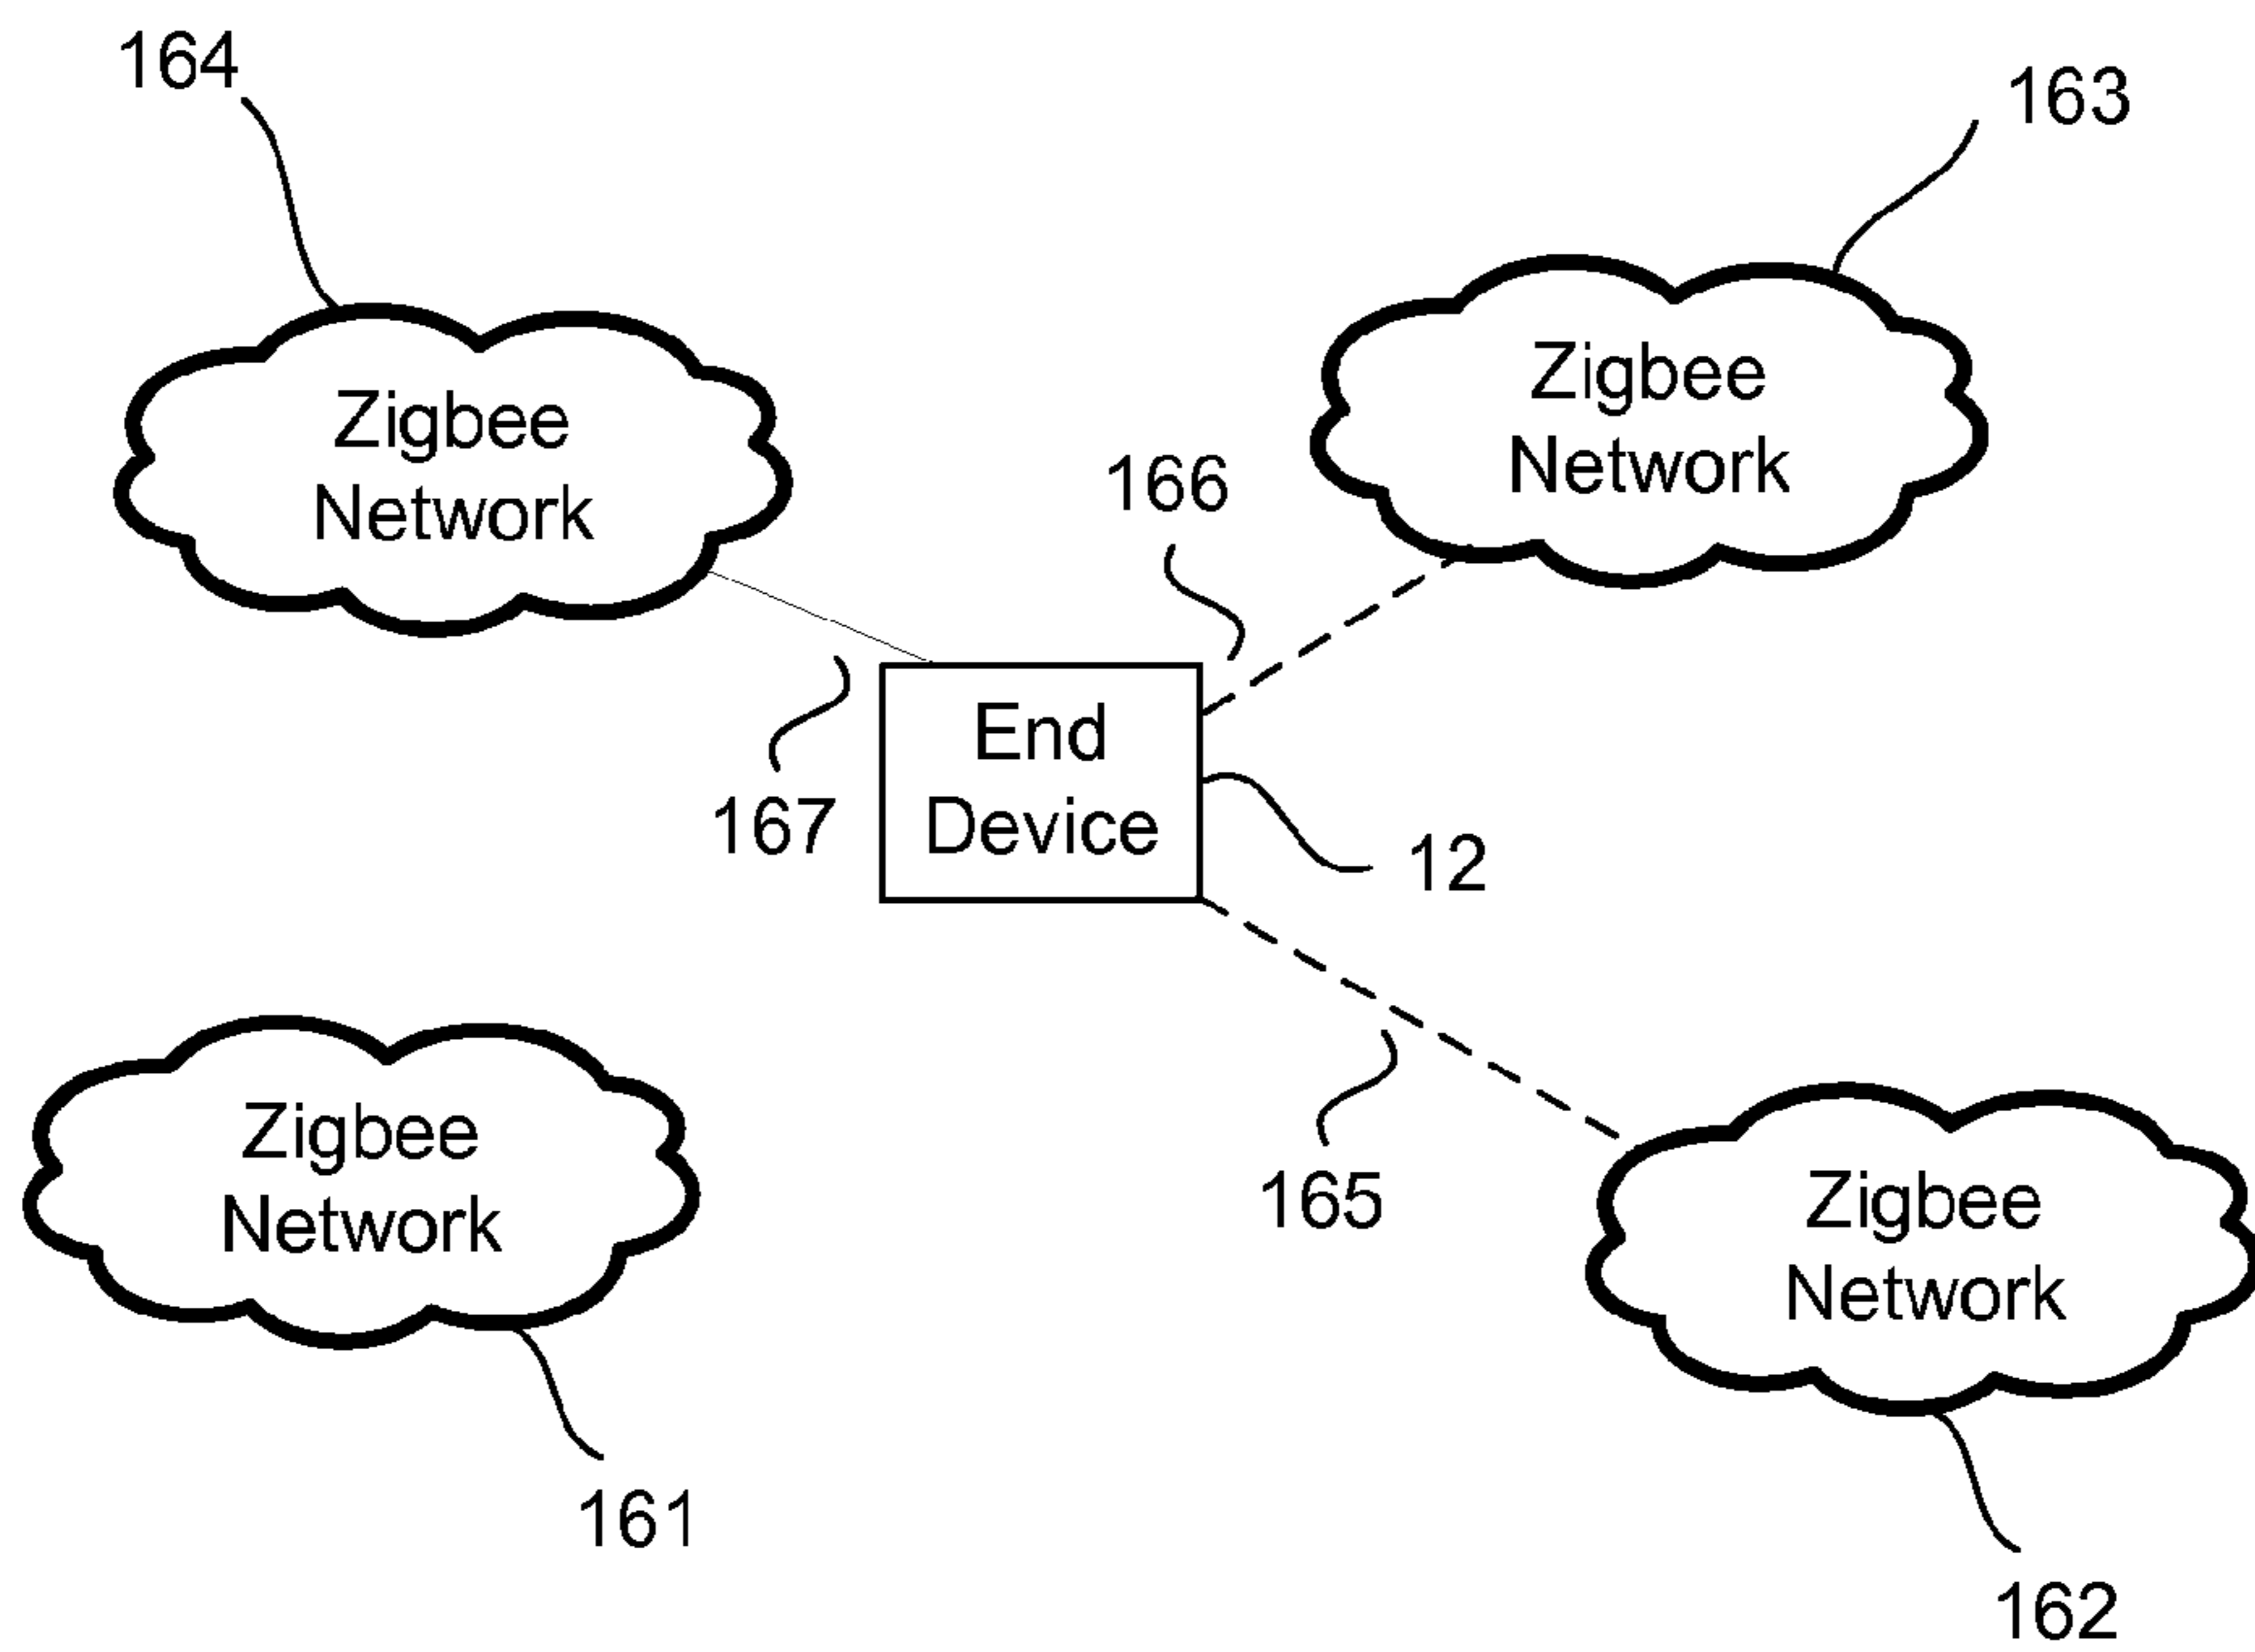 164
163
Zigbee
Network
Zigbee
Network
166
167
End
Device
12
165
Zigbee
Network
161
Zigbee
Network
162